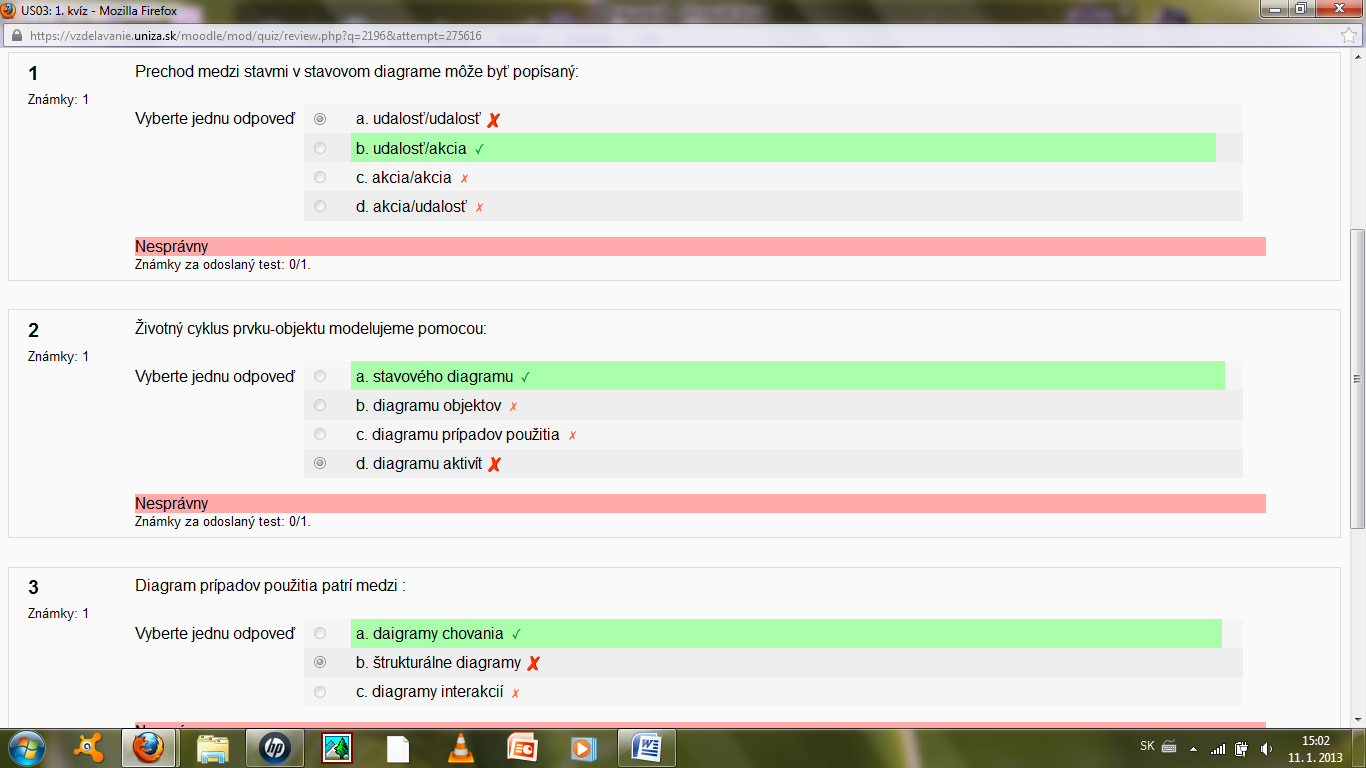 US03: 1. kvíz - Mozilla Firefox
https://vzdelavanie.uniza.sk/moodle/mod/quiz/review.php?q=2196&attempt=275616
1
Známky: 1
Prechod medzi stavmi v stavovom diagrame môže byť popísaný:
Vyberte jednu odpoveď
a. udalosť/udalosť ✘
b. udalosť/akcia ✓
c. akcia/akcia ✗
d. akcia/udalosť ✗
Nesprávny
Známky za odoslaný test: 0/1.
2
Známky: 1
Životný cyklus prvku-objektu modelujeme pomocou:
Vyberte jednu odpoveď
a. stavového diagramu ✓
b. diagramu objektov ✗
c. diagramu prípadov použitia ✗
d. diagramu aktivít ✘
Nesprávny
Známky za odoslaný test: 0/1.
3
Známky: 1
Diagram prípadov použitia patrí medzi :
Vyberte jednu odpoveď
a. daigramy chovania ✓
b. štrukturálne diagramy ✘
c. diagramy interakcií ✗
SK
15:02
11. 1. 2013